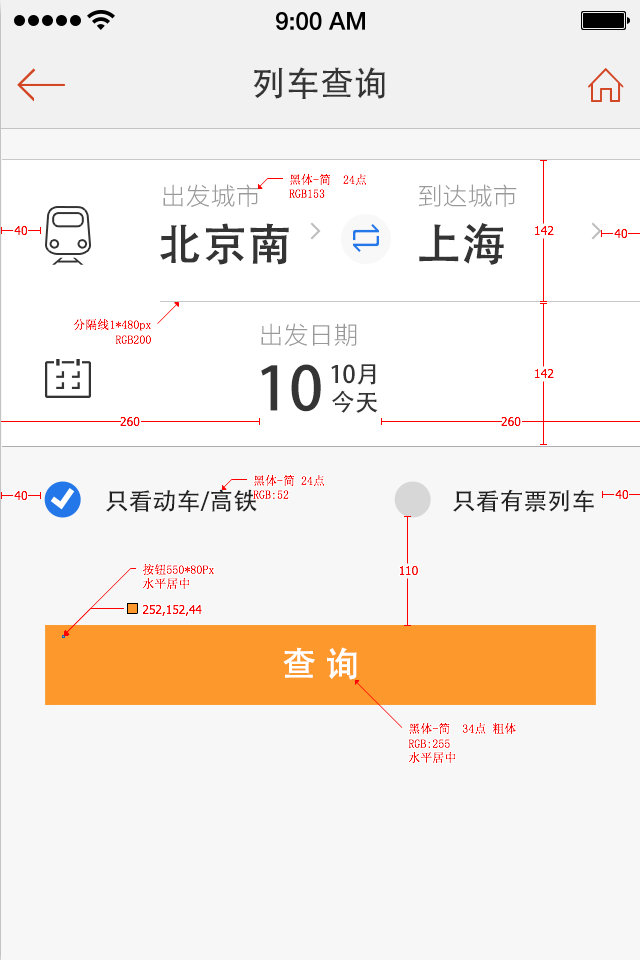 9:00 AM
列车查询
出发城市
黑体-简 24点
RGB153
到达城市
40
北京南
上海
142
40
分隔线1*480px
RGB200
出发日期
10
10月
今天
142
260
260
40
只看动车/高铁
黑体-简 24点
RGB:52
只看有票列车
40
按钮550*80Px
水平居中
110
252,152,44
查询
黑体-简 34点 粗体
RGB:255
水平居中